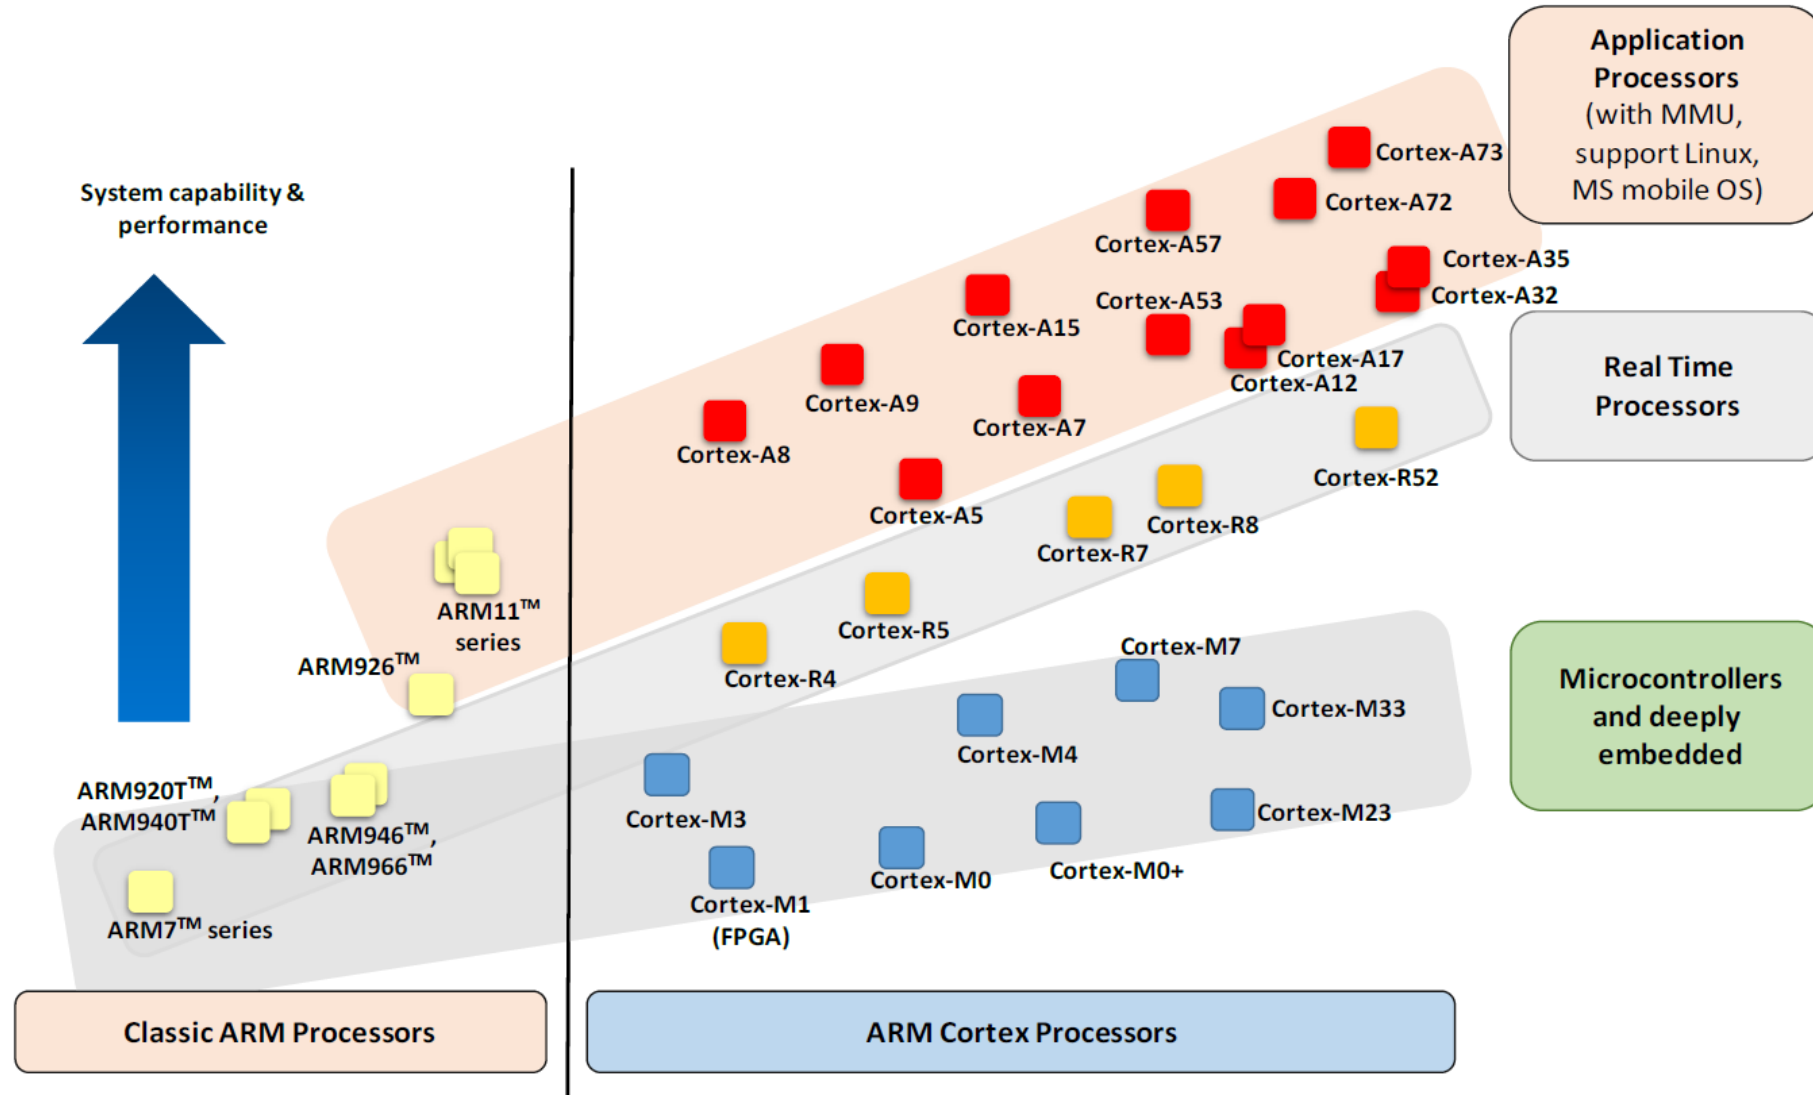 Application
Processors
(with MMU,
support Linux,
MS mobile OS)
System capability &
performance
Cortex-A73
Cortex-A72
Cortex-A57
Cortex-A35
Cortex-A32
Cortex-A53
Cortex-A15
Cortex-A17
Cortex-A12
Cortex-A9
Cortex-A7
Cortex-A8
Cortex-A5
Real Time
Processors
Cortex-R52
Cortex-R8
Cortex-R7
Cortex-R5
Cortex-R4
ARM11™
series
ARM926™
Cortex-M7
Cortex-M33
Cortex-M4
Cortex-M3
Cortex-M23
Cortex-M0+
Cortex-M0
Cortex-M1
(FPGA)
Microcontrollers
and deeply
embedded
ARM920T™,
ARM940T™
ARM946™,
ARM966™
ARM7™ series
Classic ARM Processors
ARM Cortex Processors